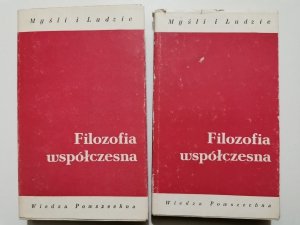 Myśli i Ludzie
Filozofia
współczesna
Wiedza Powszechna
Myśli i Ludzie
Filozofia
współczesna
Wiedza Powszechna